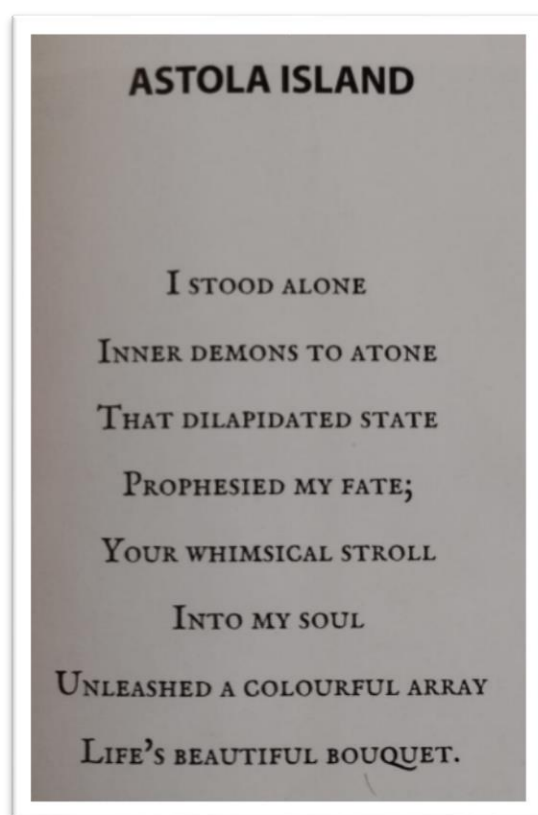 ASTOLA ISLAND
I STOOD ALONE
INNER DEMONS TO ATONE
THAT DILAPIDATED STATE
PROPHESIED MY FATE;
YOUR WHIMSICAL STROLL
INTO MY SOUL
UNLEASHED A COLOURFUL ARRAY
LIFE'S BEAUTIFUL BOUQUET.